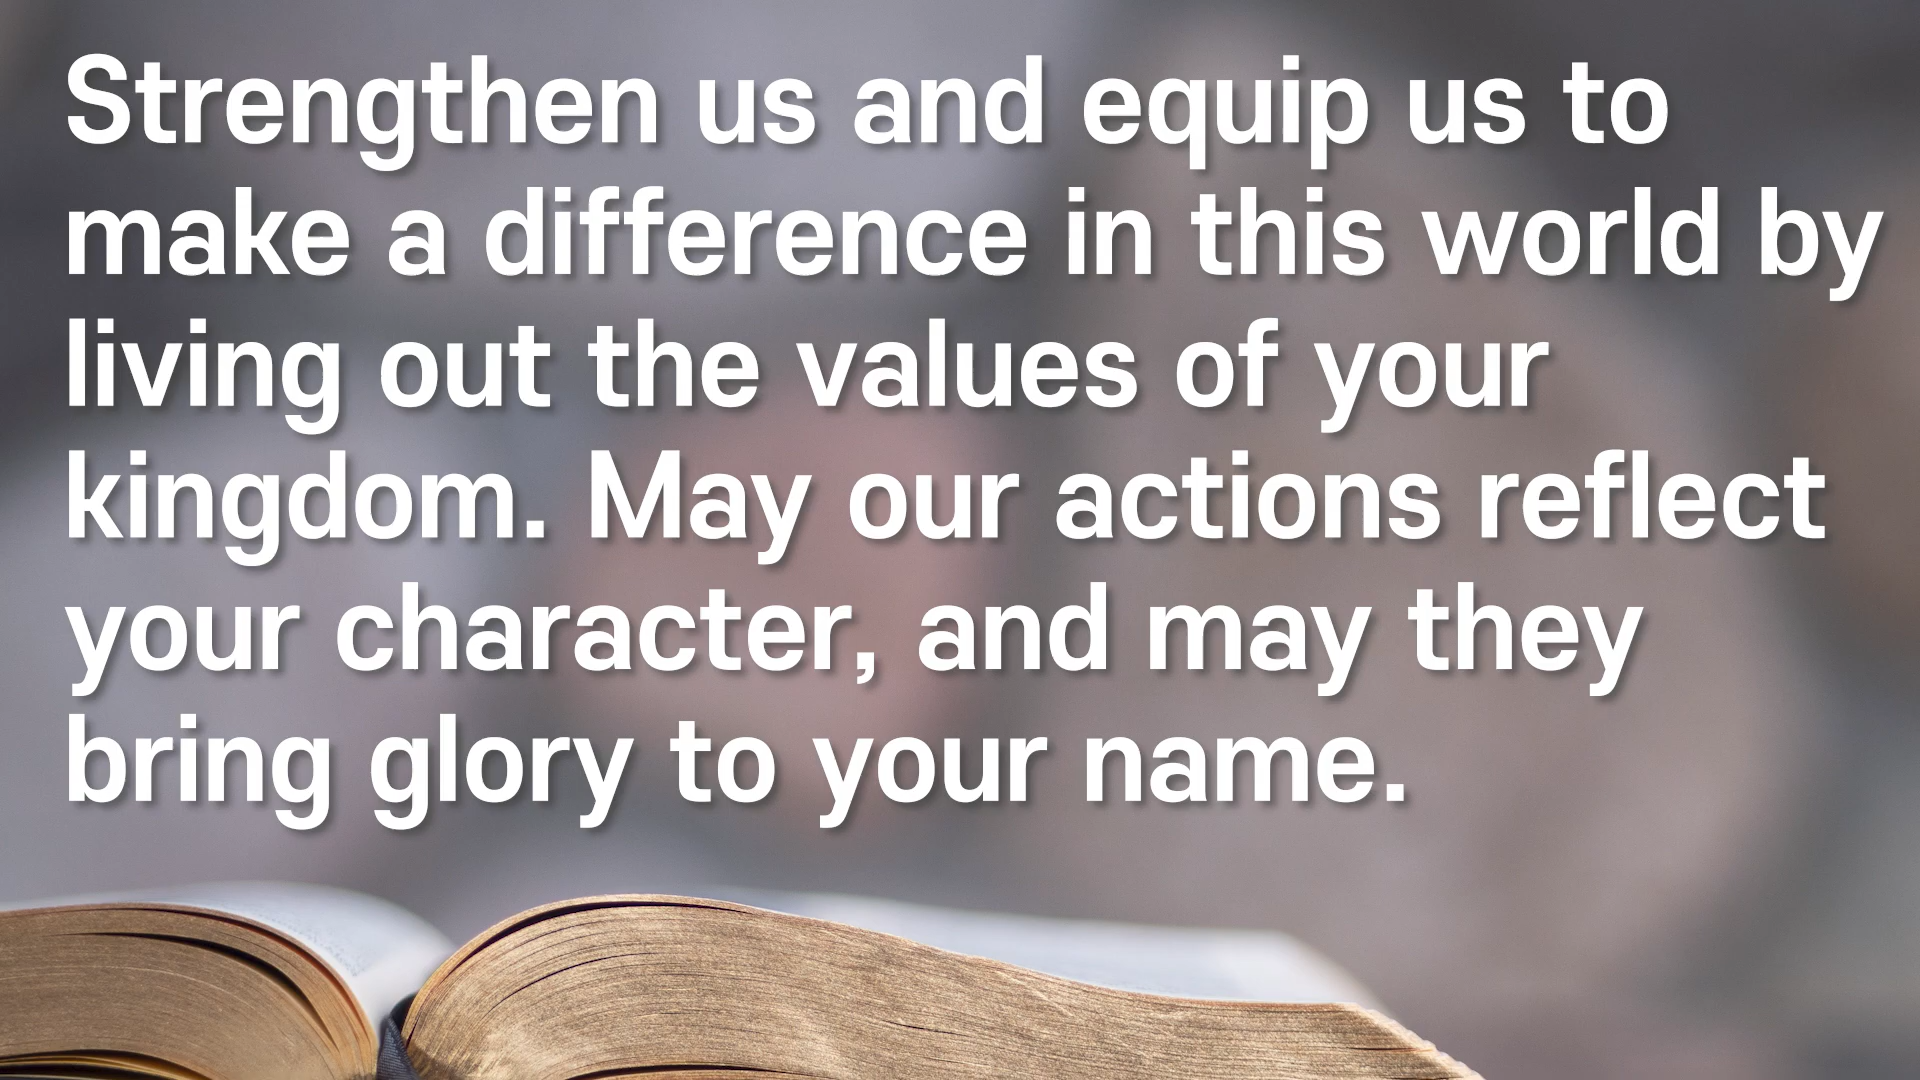 Strengthen us and equip us to
make a difference in this world by
living out the values of your
kingdom. May our actions reflect
your character, and may they
bring glory to your name.